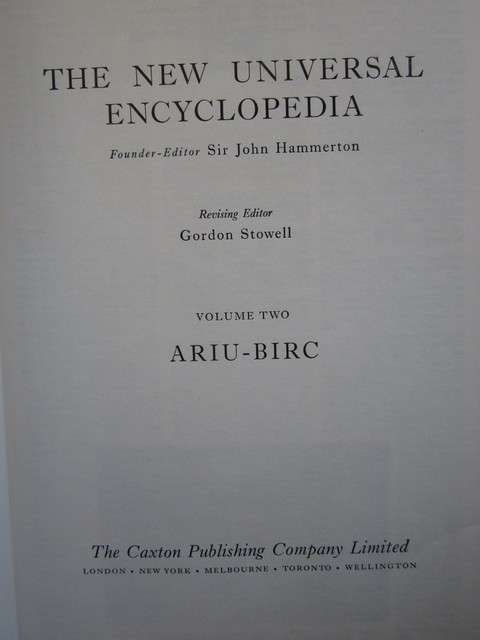 THE NEW UNIVERSAL
ENCYCLOPEDIA
Founder-Editor Sir John Hammerton
Revising Editor
Gordon Stowell
VOLUME TWO
ARIU-BIRC
The Caxton Publishing Company Limited
LONDON • NEW YORK • MELBOURNE • TORONTO • WELLINGTON